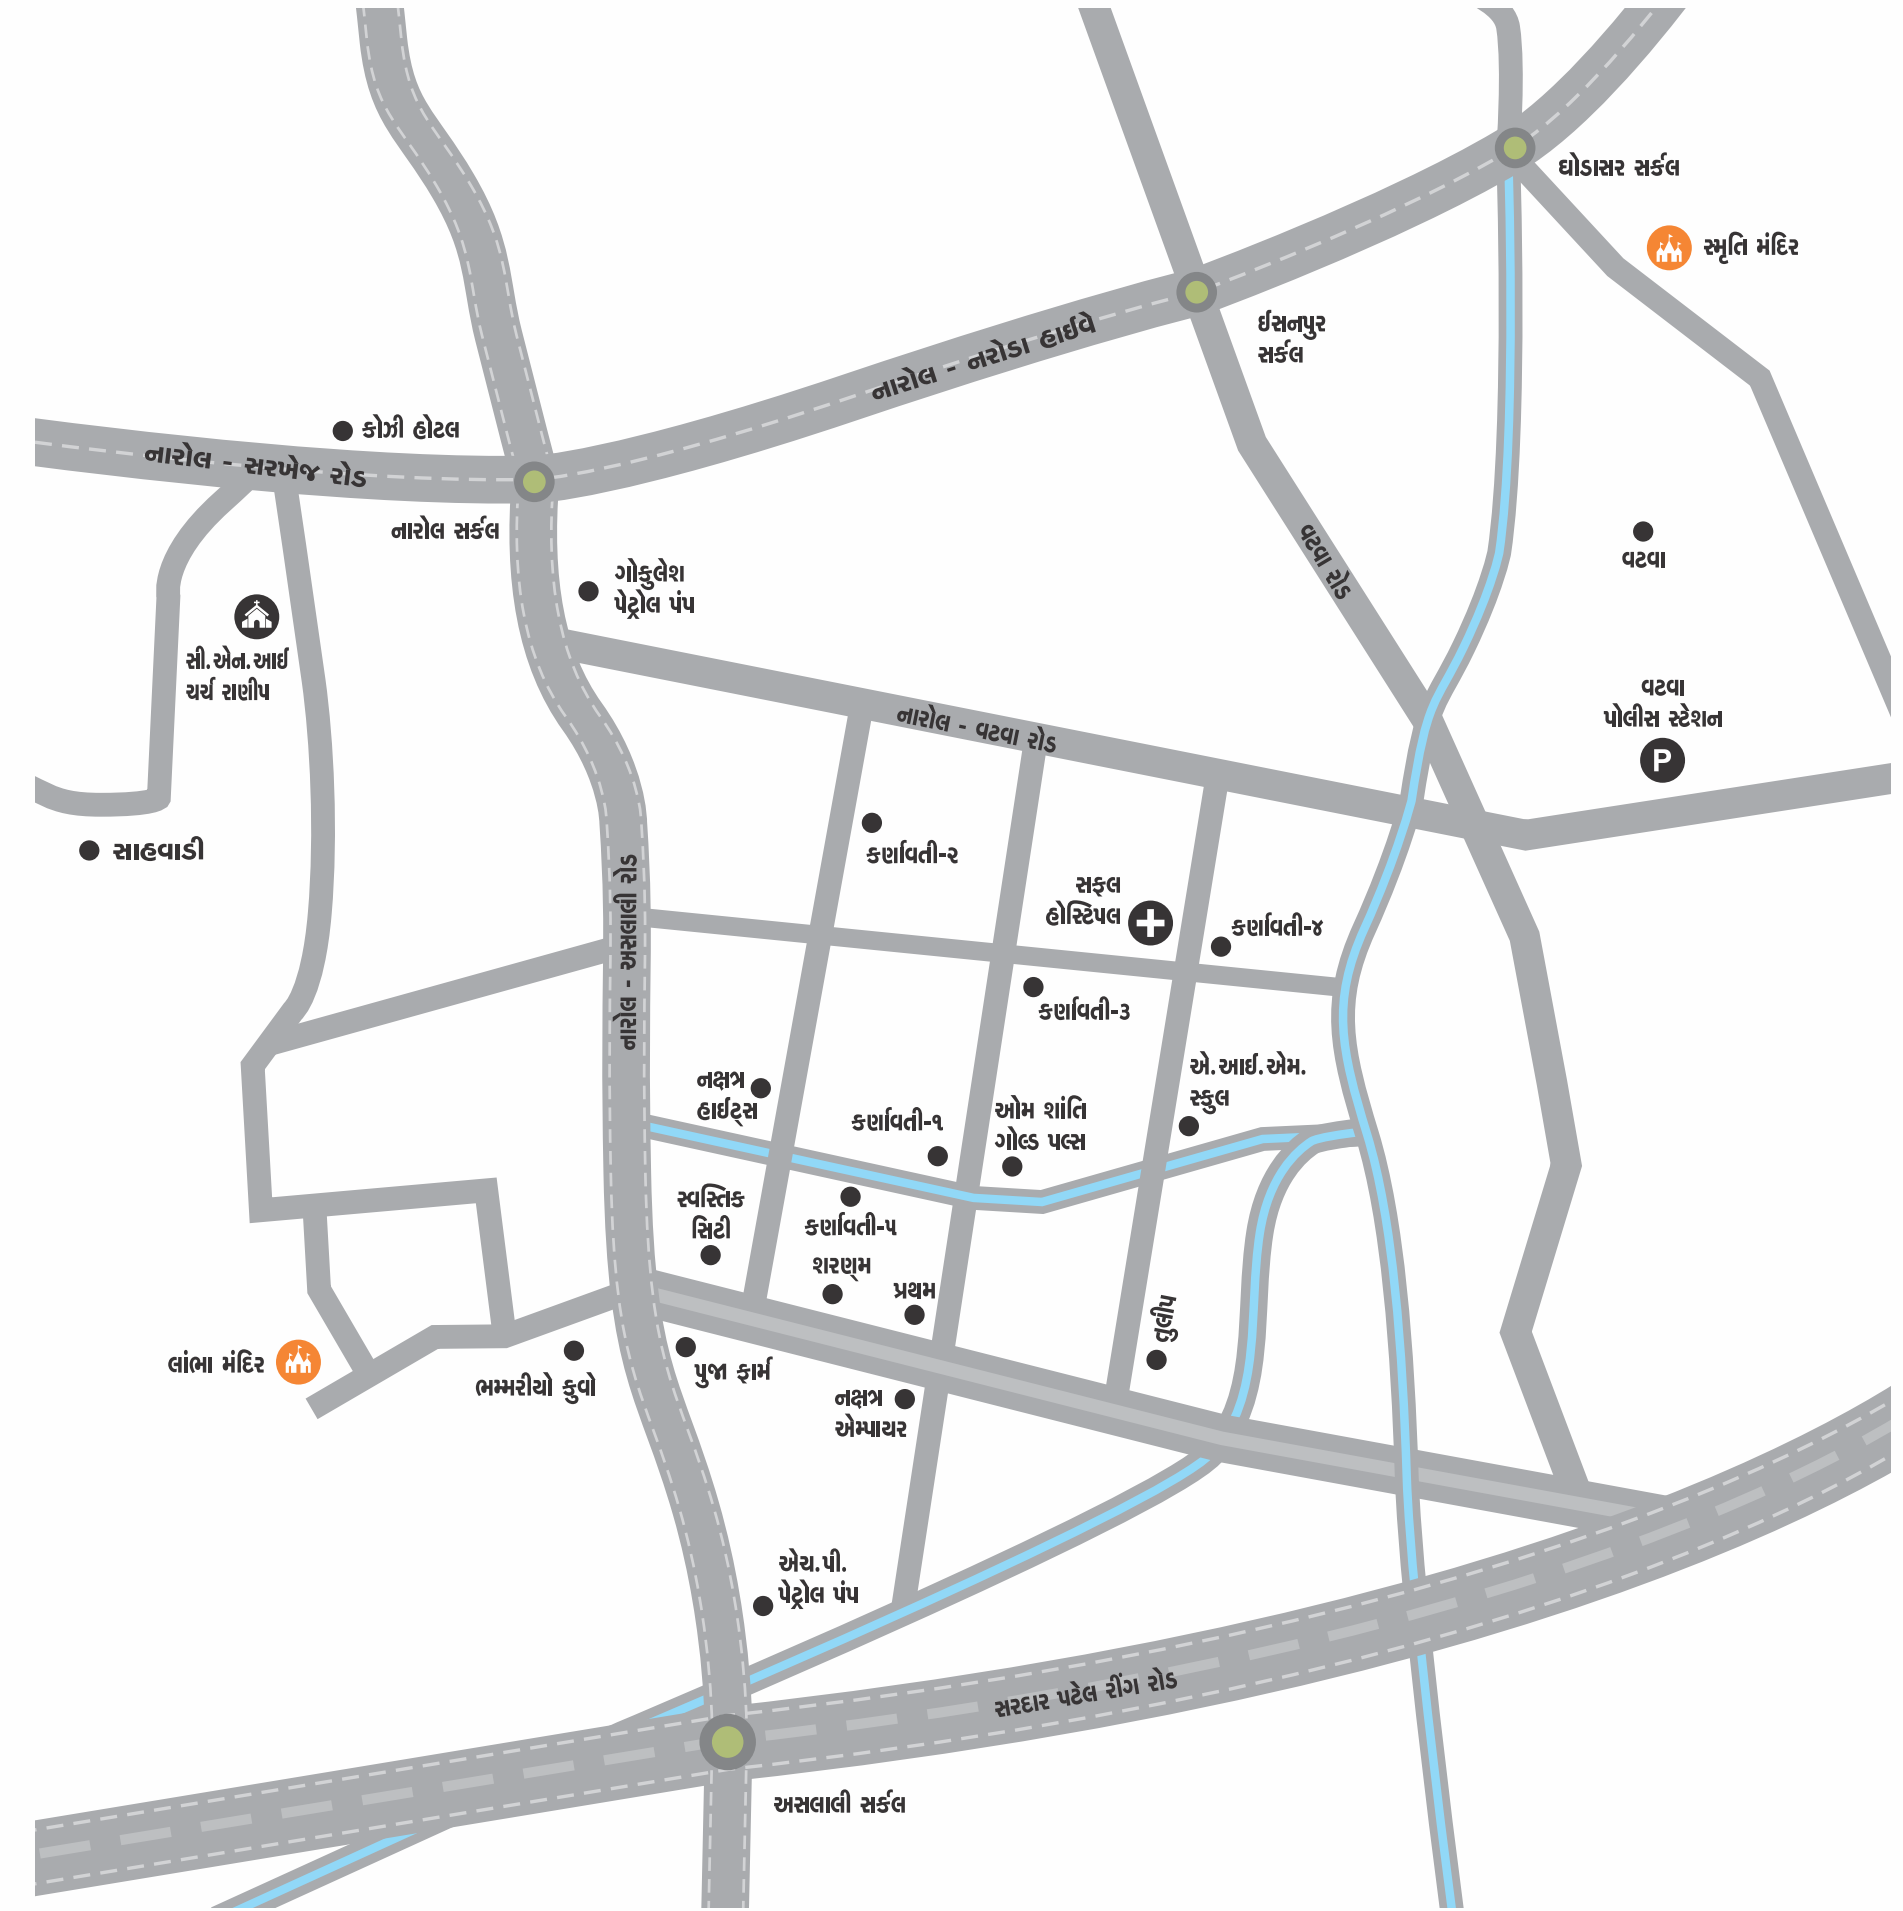 ઘોડાસર સર્કલ
સ્મૃતિ મંદિર
ઈસનપુર
સર્કલ
નારોલ - નરોડા હાઈવે
કોઝી હોટલ
નારોલ - સરખેજ રોડ
નારોલ સર્કલ
ગોકુલેશ
પેટ્રોલ પંપ
વટવા રોડ
વટવા
સી.એન.આઈ
ચર્ચ રાણીપ
વટવા
પોલીસ સ્ટેશન
P
નારોલ - વટવા રોડ
સાહવાડી
કર્ણાવતી-૨
નારોલ - અસલાલી રોડ
સફલ
હોસ્ટિપલ
કર્ણાવતી-૪
કર્ણાવતી-૩
નક્ષત્ર
હાઈટ્સ
એ.આઈ.એમ.
સ્કુલ
કર્ણાવતી-૧
ઓમ શાંતિ
ગોલ્ડ પલ્સ
સ્વસ્તિક
સિટી
કર્ણાવતી-૫
શરણ્મ
પ્રથમ
તુલીપ
લાંભા મંદિર
ભમ્મરીયો કુવો
પુજા ફાર્મ
નક્ષત્ર
એમ્પાયર
એચ.પી.
પેટ્રોલ પંપ
સરદાર પટેલ રીંગ રોડ
અસલાલી સર્કલ